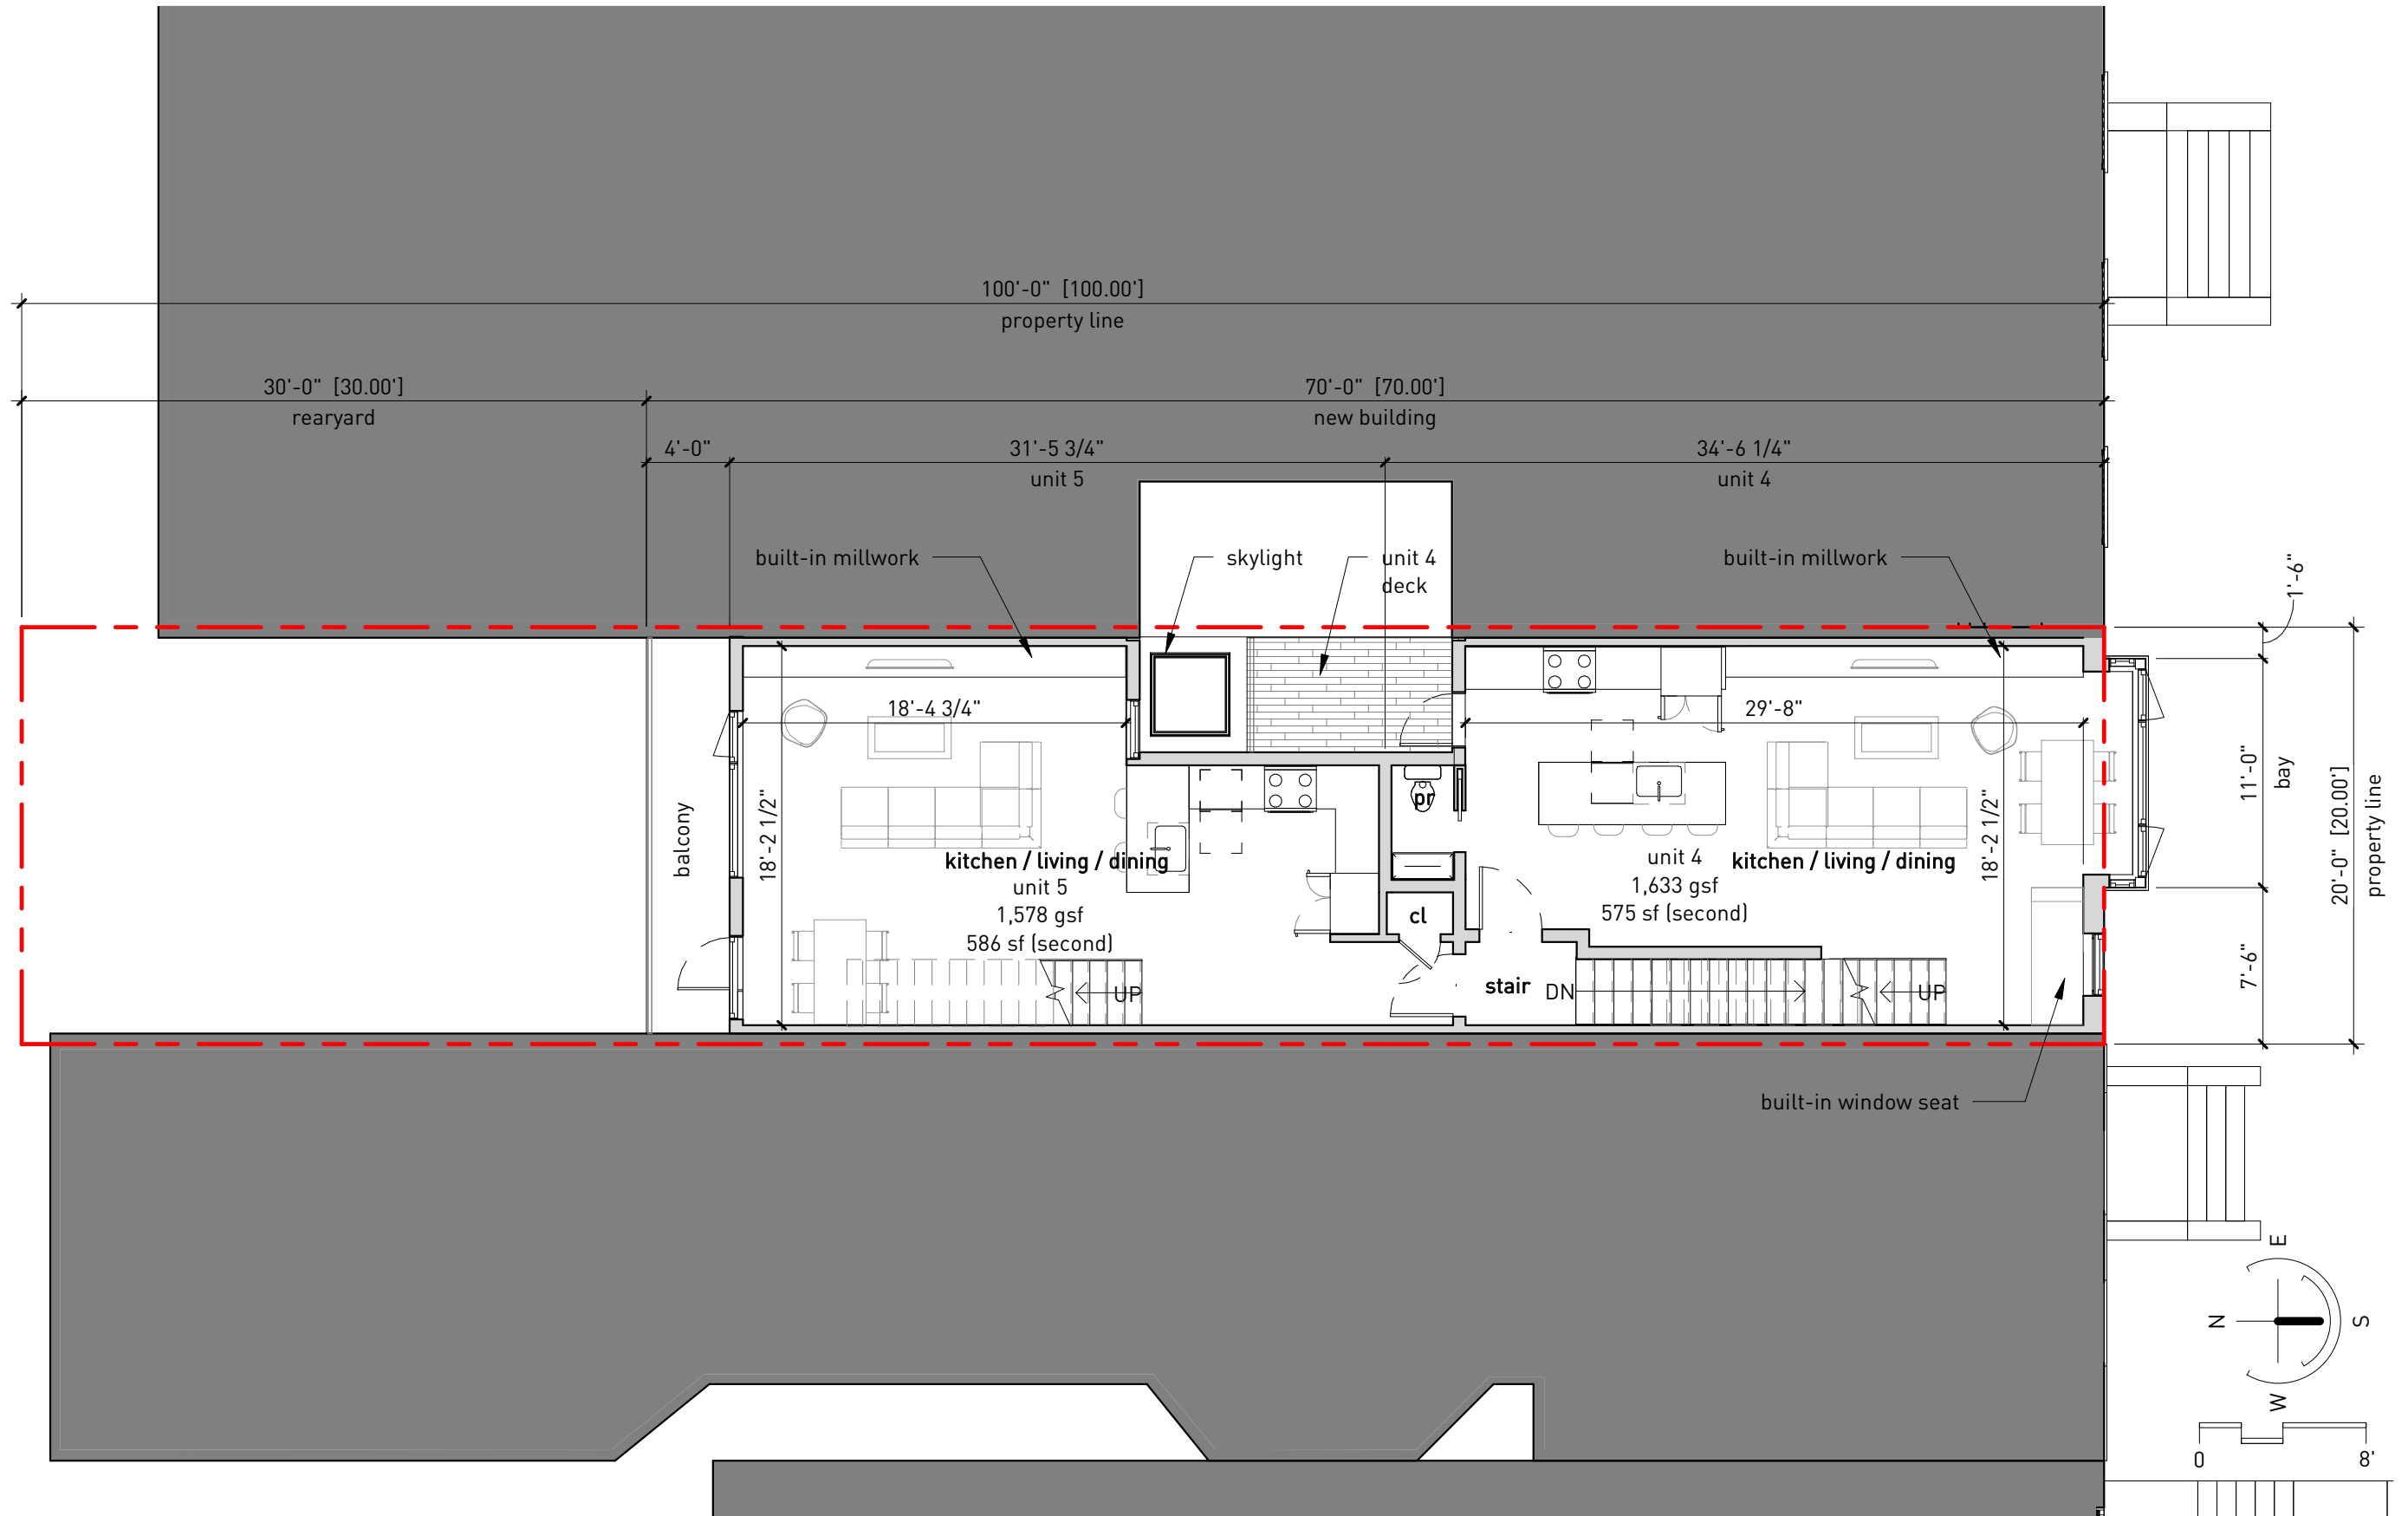 100'-0" [100.00']
property line
30'-0" [30.00']
rearyard
70'-0" [70.00']
new building
4'-0"
31'-5 3/4"
unit 5
34'-6 1/4"
unit 4
built-in millwork
skylight
unit 4
deck
built-in millwork
1'-6"
18'-4 3/4"
29'-8"
balcony
18'-2 1/2"
pr
18'-2 1/2"
11'-0"
bay
20'-0" [20.00']
property line
kitchen / living / dining
unit 5
1,578 gsf
586 sf (second)
unit 4
kitchen / living / dining
1,633 gsf
575 sf (second)
cl
7'-6"
UP
stair
DN
UP
built-in window seat
E
N
S
W
0
8'